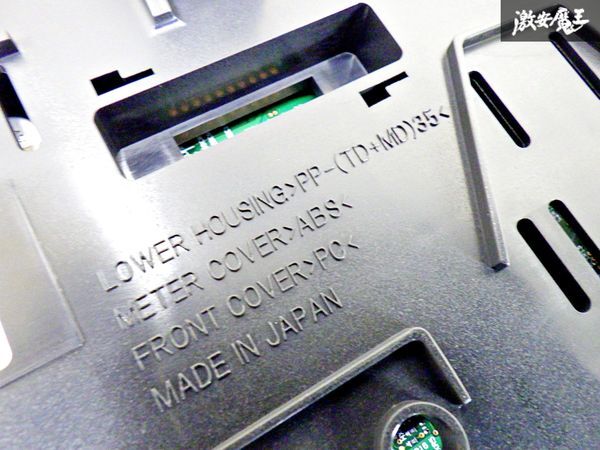 激安魔王
LOWER HOUSING>PP-(TD+MD)35<
METER COVER>ABS<
FRONT COVER>PC<
MADE IN JAPAN